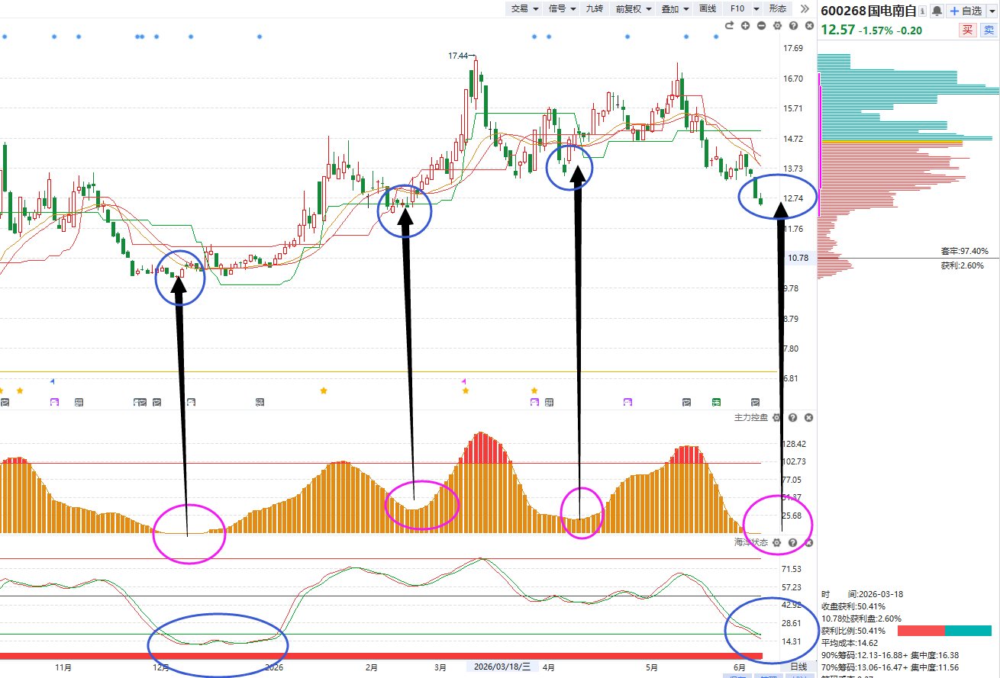 交易 信号 九转 前复权 叠加 画线 F10 形态
600268国电南自 自选
12.57 -1.57% -0.20 买 卖
17.69
17.44
16.70
15.71
14.72
13.73
12.74
11.76
10.78
9.78
8.79
7.80
6.81
套牢:97.40%
获利:2.60%
研 研
主力控盘
128.42
102.73
77.05
51.37
25.68
海洋状态
71.53
57.23
42.92
28.61
14.31
11月 12月 2026 2月 3月 2026/03/18/三 4月 5月 6月 日线
时 间:2026-03-18
收盘获利:50.41%
10.78处获利盘:2.60%
获利比例:50.41%
平均成本:14.62
90%筹码:12.13-16.88+ 集中度:16.38
70%筹码:13.06-16.47+ 集中度:11.56